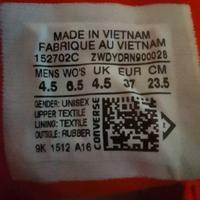 MADE IN VIETNAM
FABRIQUE AU VIETNAM
152702C ZWDYDRN900026
MENS WO'S UK EUR CM
4.5 6.5 4.5 37 23.5
GENDER: UNISEX
UPPER: TEXTILE
LINING: TEXTILE
OUTSOLE: RUBBER
9K 1512 A16
CONVERSE